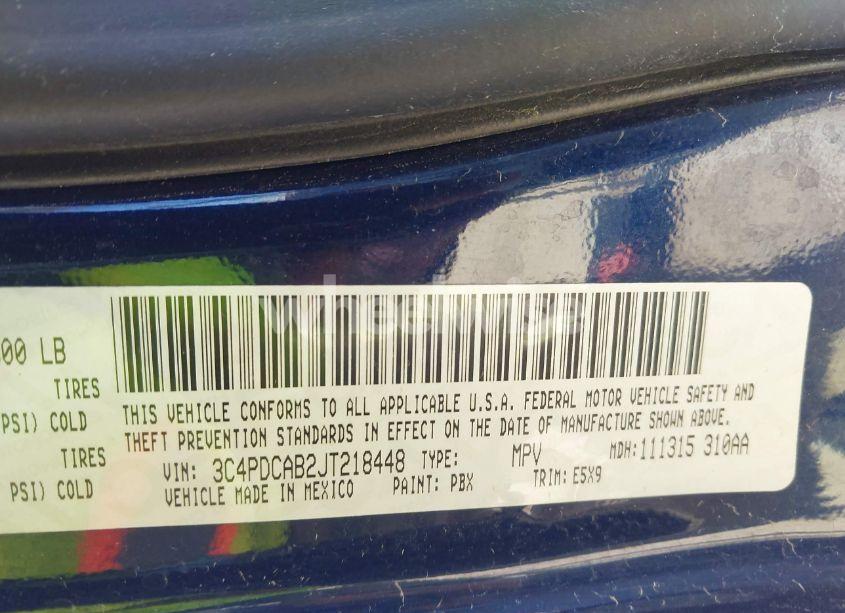 wheelwise
00 LB
TIRES
PSI) COLD
TIRES
PSI) COLD
THIS VEHICLE CONFORMS TO ALL APPLICABLE U.S.A. FEDERAL MOTOR VEHICLE SAFETY AND
THEFT PREVENTION STANDARDS IN EFFECT ON THE DATE OF MANUFACTURE SHOWN ABOVE.
VIN: 3C4PDCAB2JT218448 TYPE: MPV MDH:111315 310AA
VEHICLE MADE IN MEXICO PAINT: PBX TRIM: E5X9